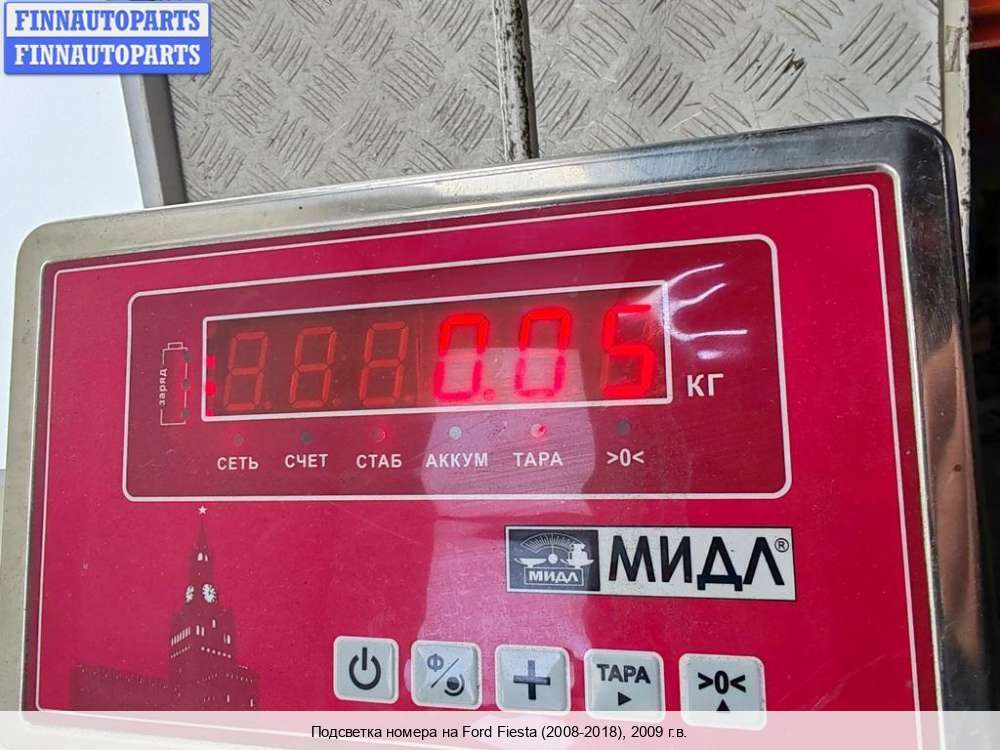 FINNAUTOPARTS
FINNAUTOPARTS
заряд
0.05 КГ
СЕТЬ СЧЕТ СТАБ АККУМ ТАРА >0<
МИДЛ МИДЛ®
Ф/ + ТАРА >0<
Подсветка номера на Ford Fiesta (2008-2018), 2009 г.в.